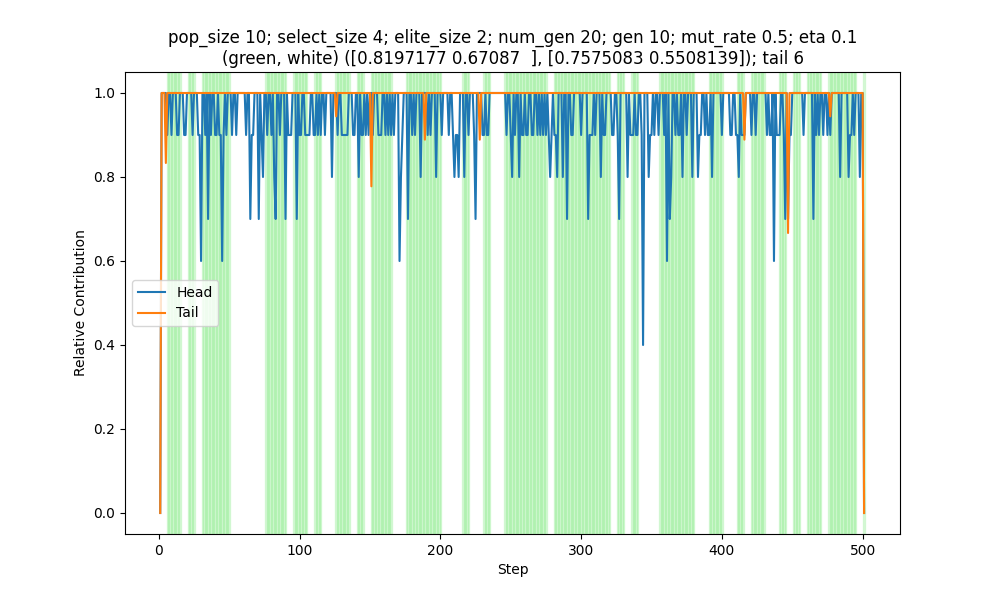 pop_size 10; select_size 4; elite_size 2; num_gen 20; gen 10; mut_rate 0.5; eta 0.1
(green, white) ([0.8197177 0.67087  ], [0.7575083 0.5508139]); tail 6
1.0
0.8
0.6
0.4
0.2
0.0
Relative Contribution
Head
Tail
0
100
200
300
400
500
Step